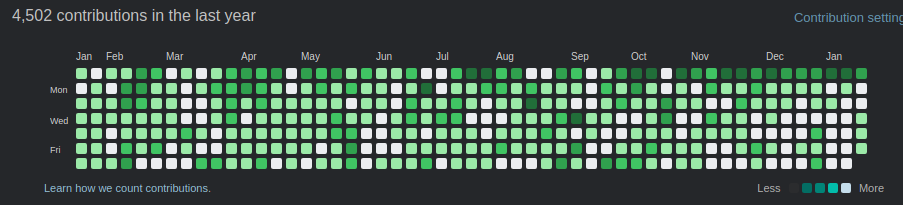 4,502 contributions in the last year
Contribution setting
Jan Feb Mar Apr May Jun Jul Aug Sep Oct Nov Dec Jan
Mon
Wed
Fri
Learn how we count contributions.
Less More